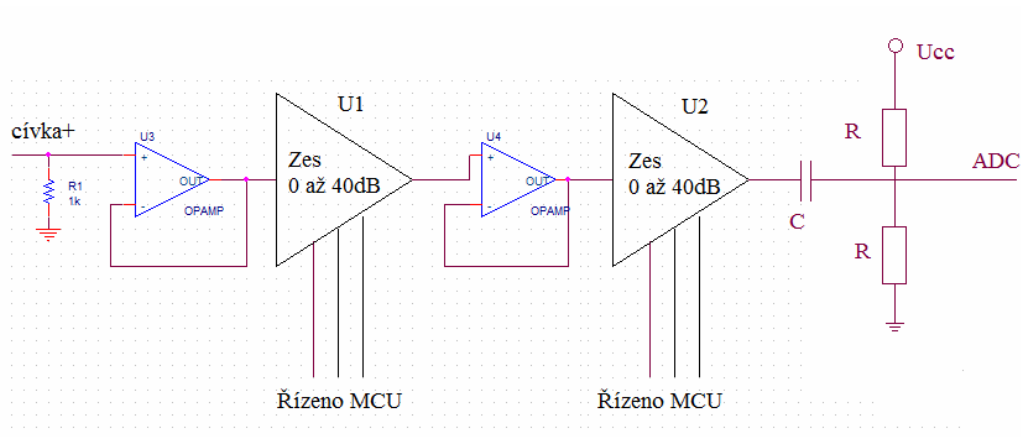 cívka+
R1
1k
U3
+
-
OUT
OPAMP
U1
Zes
0 až 40dB
Řízeno MCU
U4
+
-
OUT
OPAMP
U2
Zes
0 až 40dB
Řízeno MCU
C
Ucc
R
ADC
R